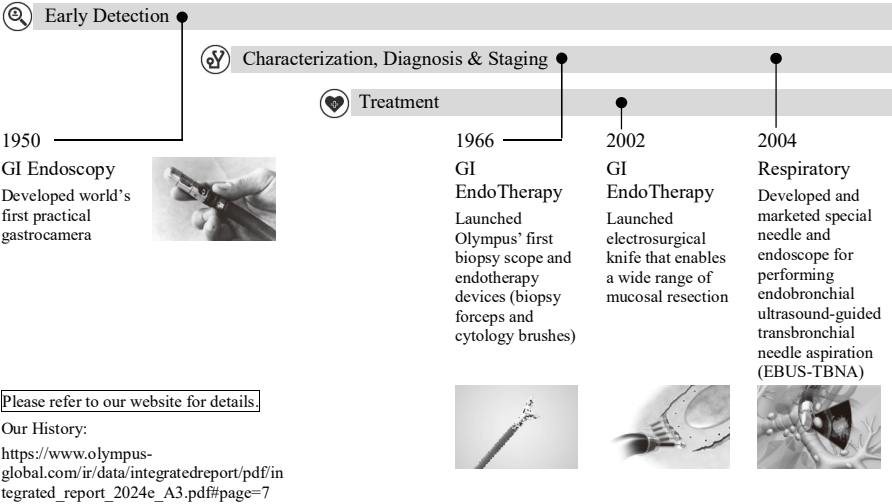 Early Detection
Characterization, Diagnosis & Staging
Treatment
1950
GI Endoscopy
Developed world's
first practical
gastrocamera
1966
GI
EndoTherapy
Launched
Olympus' first
biopsy scope and
endotherapy
devices (biopsy
forceps and
cytology brushes)
2002
GI
EndoTherapy
Launched
electrosurgical
knife that enables
a wide range of
mucosal resection
2004
Respiratory
Developed and
marketed special
needle and
endoscope for
performing
endobronchial
ultrasound-guided
transbronchial
needle aspiration
(EBUS-TBNA)
Please refer to our website for details.
Our History:
https://www.olympus-
global.com/ir/data/integratedreport/pdf/in
tegrated_report_2024e_A3.pdf#page=7